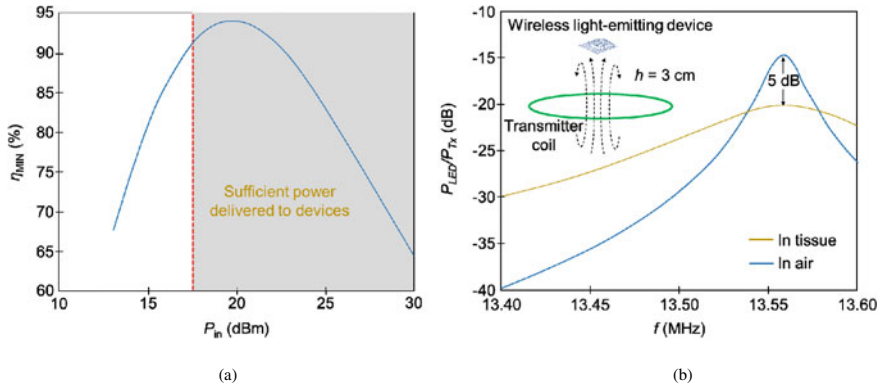 (a)
95
90
85
80
75
70
65
60
η_MIN (%)
Sufficient power
delivered to devices
10
15
20
25
30
P_in (dBm)
(b)
-10
-15
-20
-25
-30
-35
-40
P_LED/P_Tx (dB)
Wireless light-emitting device
h = 3 cm
Transmitter
coil
5 dB
In tissue
In air
13.40
13.45
13.50
13.55
13.60
f (MHz)
(a)
(b)